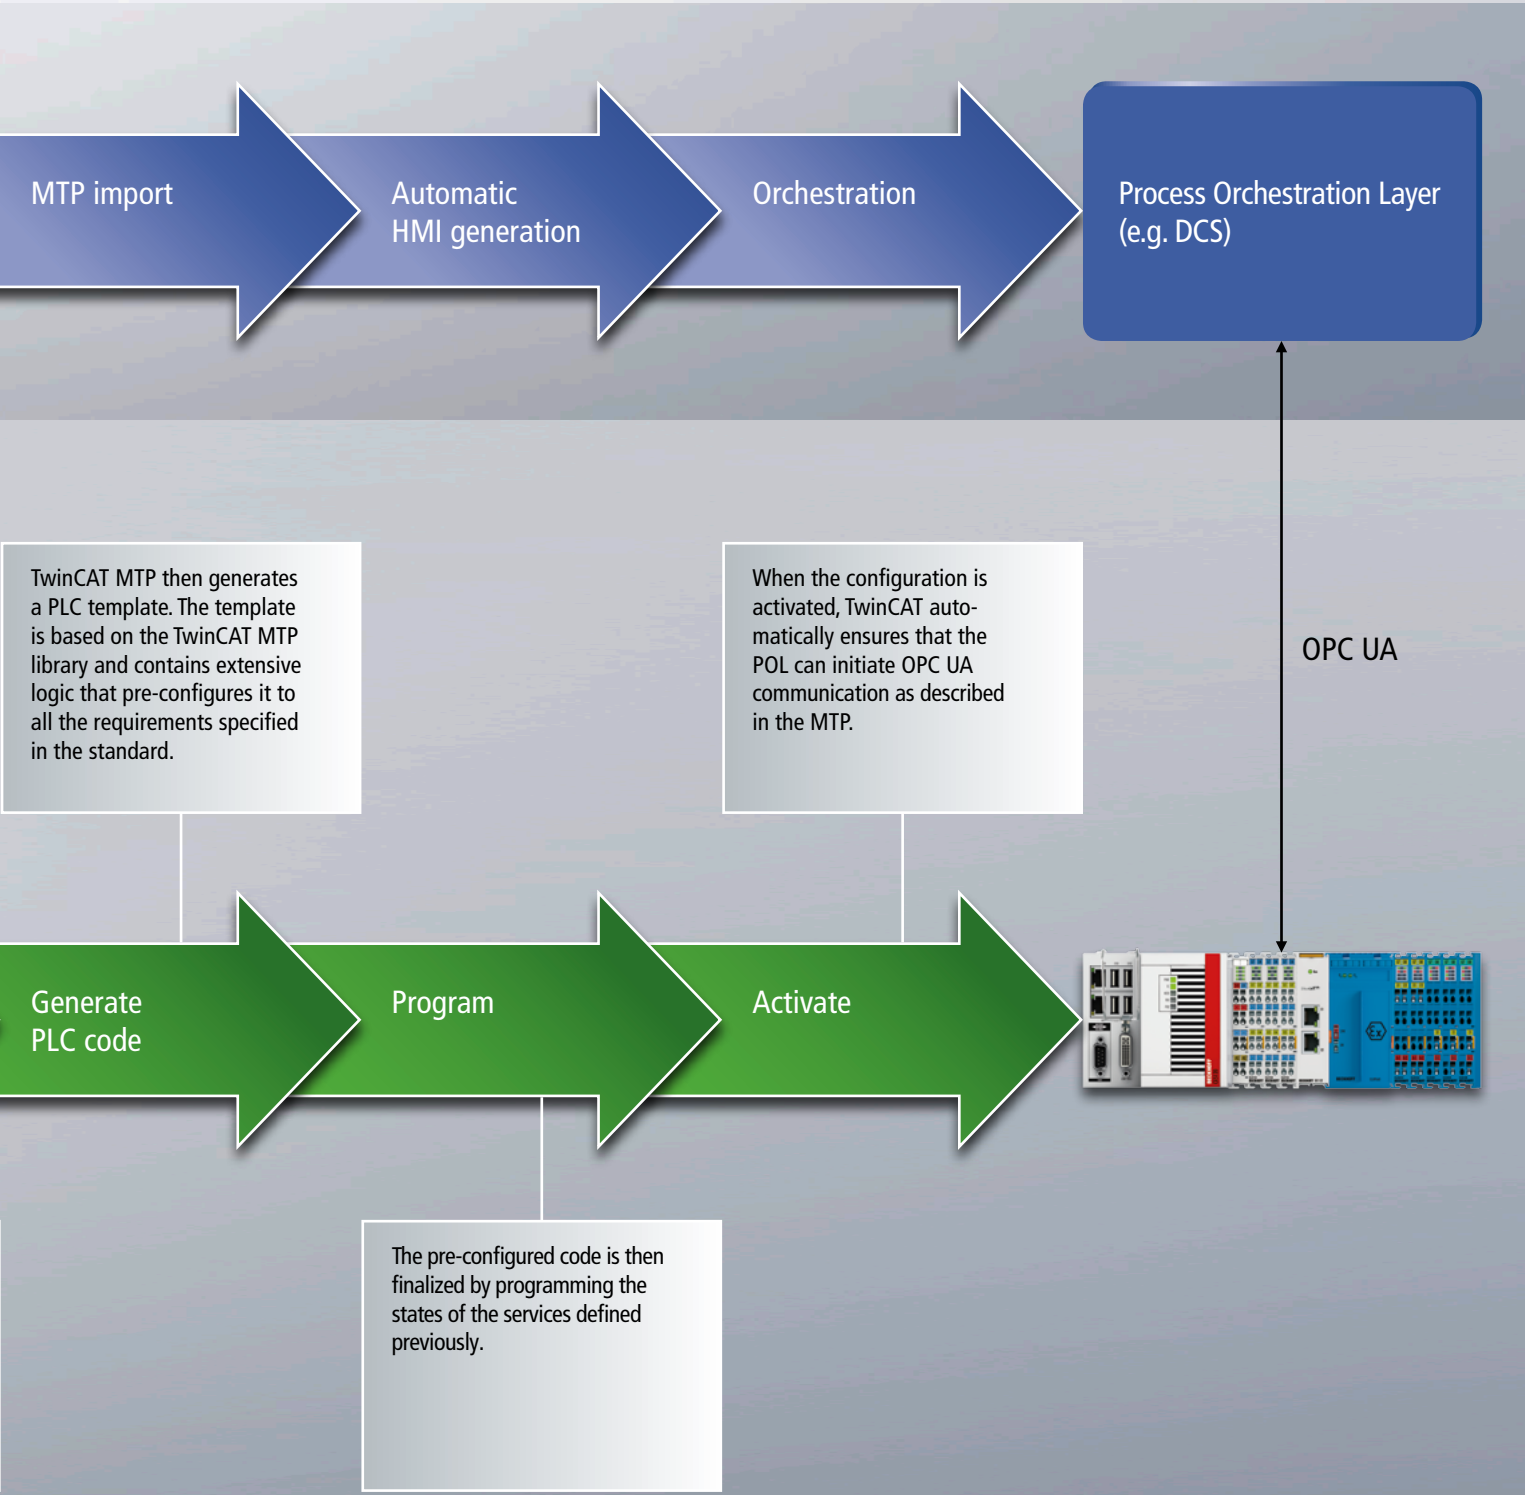 MTP import
Automatic
HMI generation
Orchestration
Process Orchestration Layer
(e.g. DCS)
TwinCAT MTP then generates
a PLC template. The template
is based on the TwinCAT MTP
library and contains extensive
logic that pre-configures it to
all the requirements specified
in the standard.
When the configuration is
activated, TwinCAT auto-
matically ensures that the
POL can initiate OPC UA
communication as described
in the MTP.
OPC UA
Generate
PLC code
Program
Activate
BECKHOFF
Ex
The pre-configured code is then
finalized by programming the
states of the services defined
previously.